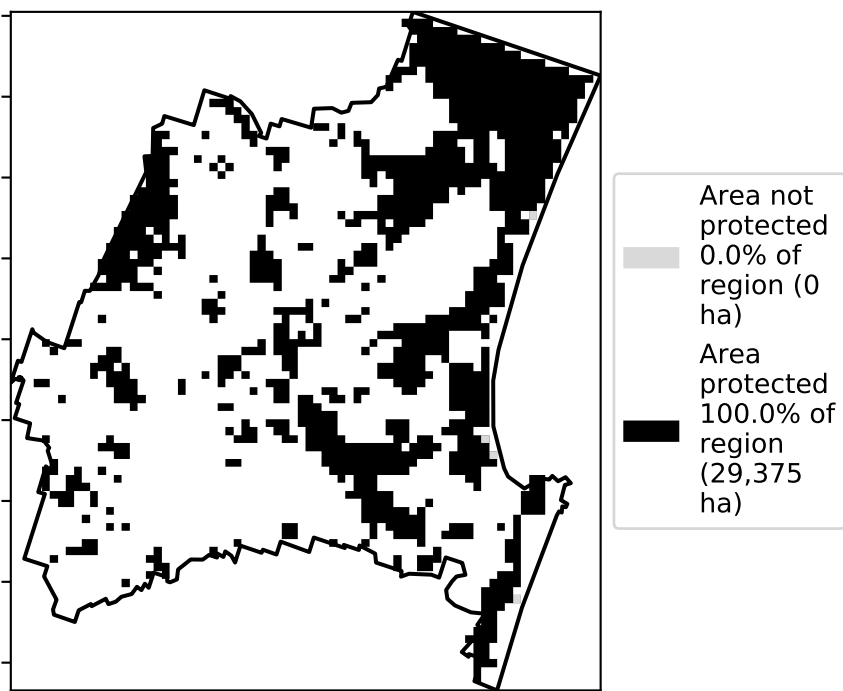 Area not
protected
0.0% of
region (0
ha)
Area
protected
100.0% of
region
(29,375
ha)